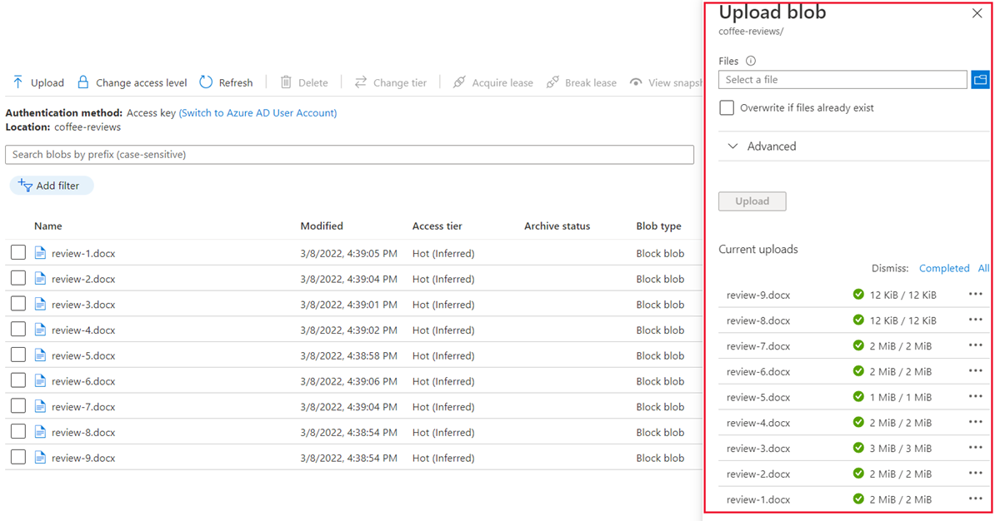 Upload Change access level Refresh Delete Change tier Acquire lease Break lease View snapsh
Authentication method: Access key (Switch to Azure AD User Account)
Location: coffee-reviews
Search blobs by prefix (case-sensitive)
Add filter
Name Modified Access tier Archive status Blob type
review-1.docx 3/8/2022, 4:39:05 PM Hot (Inferred) Block blob
review-2.docx 3/8/2022, 4:39:04 PM Hot (Inferred) Block blob
review-3.docx 3/8/2022, 4:39:01 PM Hot (Inferred) Block blob
review-4.docx 3/8/2022, 4:39:02 PM Hot (Inferred) Block blob
review-5.docx 3/8/2022, 4:38:58 PM Hot (Inferred) Block blob
review-6.docx 3/8/2022, 4:39:06 PM Hot (Inferred) Block blob
review-7.docx 3/8/2022, 4:39:04 PM Hot (Inferred) Block blob
review-8.docx 3/8/2022, 4:38:54 PM Hot (Inferred) Block blob
review-9.docx 3/8/2022, 4:38:54 PM Hot (Inferred) Block blob
Upload blob
coffee-reviews/
Files
Select a file
Overwrite if files already exist
Advanced
Upload
Current uploads
Dismiss: Completed All
review-9.docx 12 KiB / 12 KiB
review-8.docx 12 KiB / 12 KiB
review-7.docx 2 MiB / 2 MiB
review-6.docx 2 MiB / 2 MiB
review-5.docx 1 MiB / 1 MiB
review-4.docx 2 MiB / 2 MiB
review-3.docx 3 MiB / 3 MiB
review-2.docx 2 MiB / 2 MiB
review-1.docx 2 MiB / 2 MiB